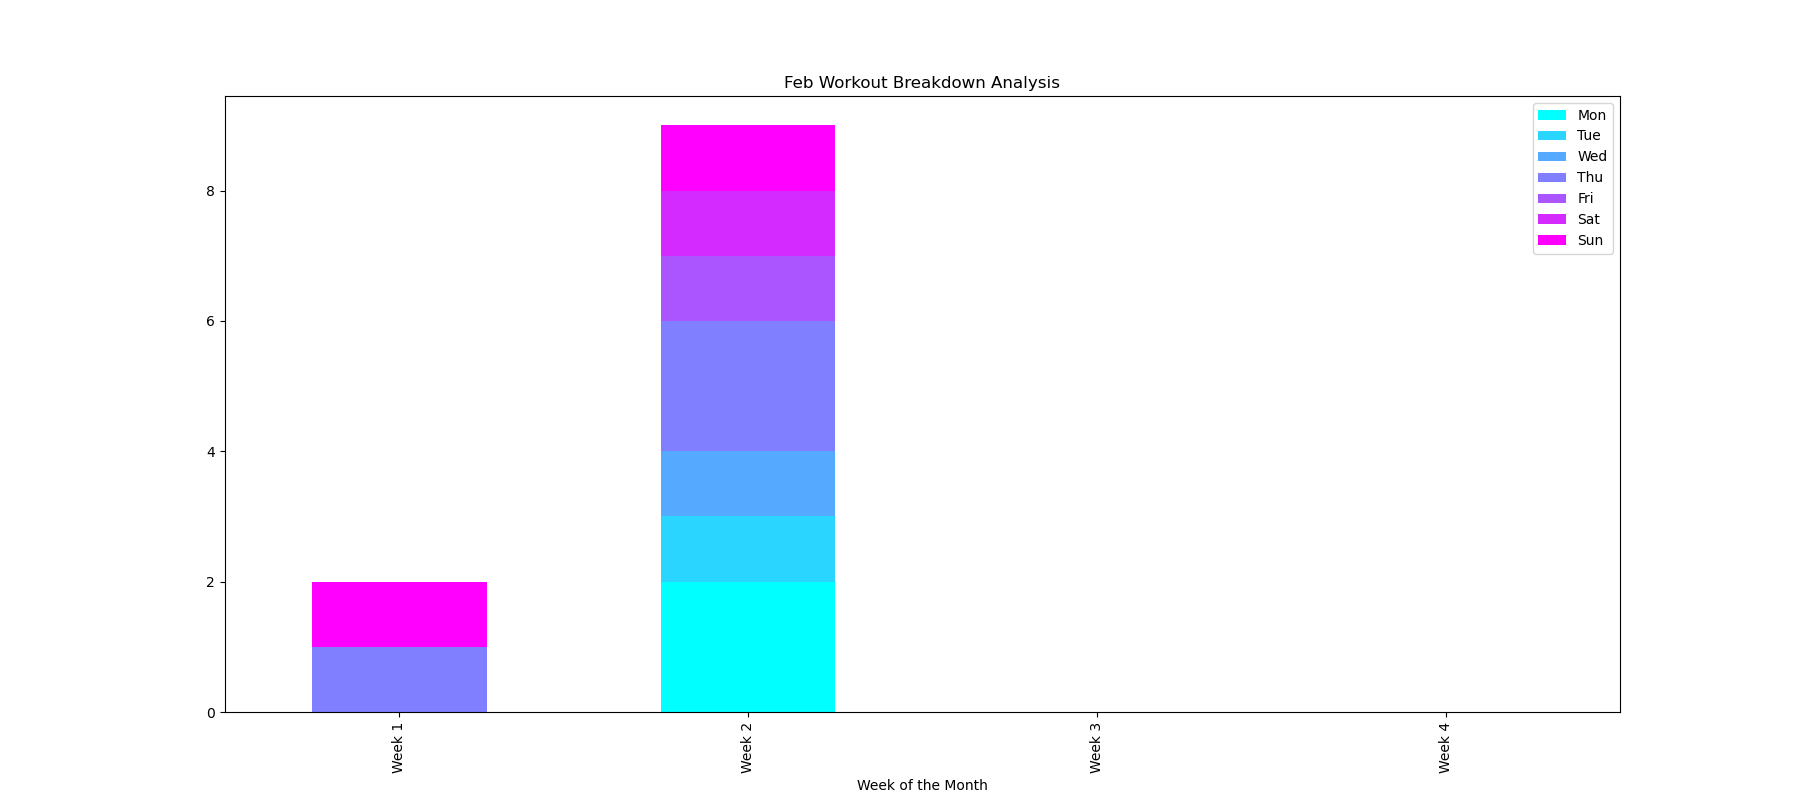 Feb Workout Breakdown Analysis
Mon
Tue
Wed
Thu
Fri
Sat
Sun
8
6
4
2
0
Week 1
Week 2
Week 3
Week 4
Week of the Month